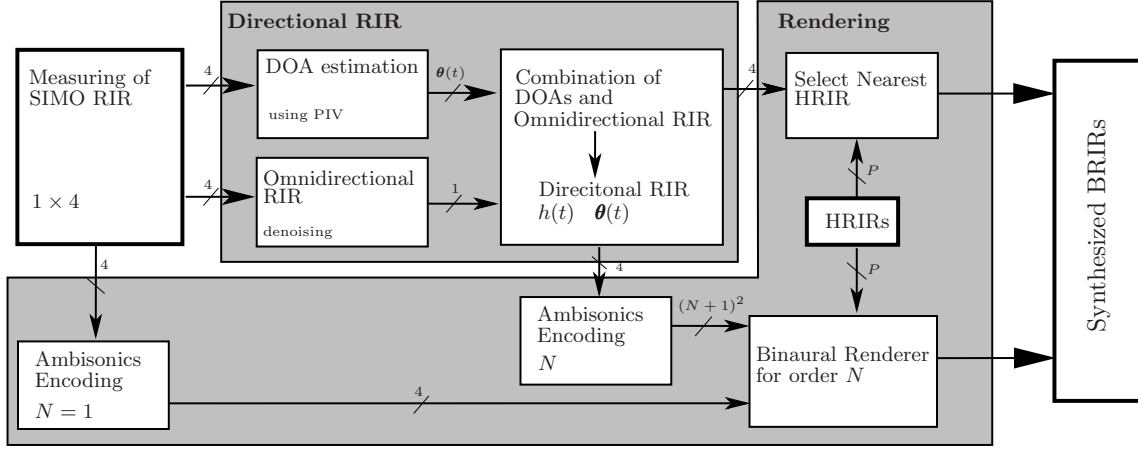 Directional RIR
Rendering
Measuring of
SIMO RIR
1 × 4
4
DOA estimation
using PIV
θ(t)
4
Omnidirectional
RIR
denoising
1
Combination of
DOAs and
Omnidirectional RIR
Direcitonal RIR
h(t) θ(t)
4
Select Nearest
HRIR
P
HRIRs
P
Synthesized BRIRs
4
4
Ambisonics
Encoding
N
(N + 1)²
Binaural Renderer
for order N
Ambisonics
Encoding
N = 1
4